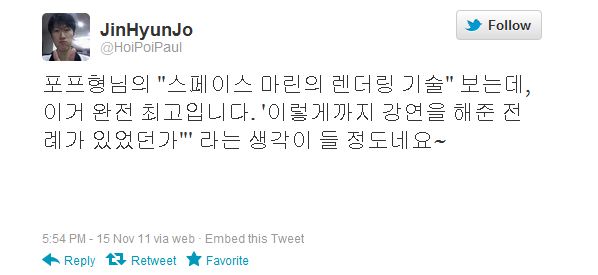 JinHyunJo
@HoiPoiPaul
Follow
포프형님의 "스페이스 마린의 렌더링 기술" 보는데,
이거 완전 최고입니다. '이렇게까지 강연을 해준 전
례가 있었던가"' 라는 생각이 들 정도네요~
5:54 PM - 15 Nov 11 via web · Embed this Tweet
Reply Retweet Favorite